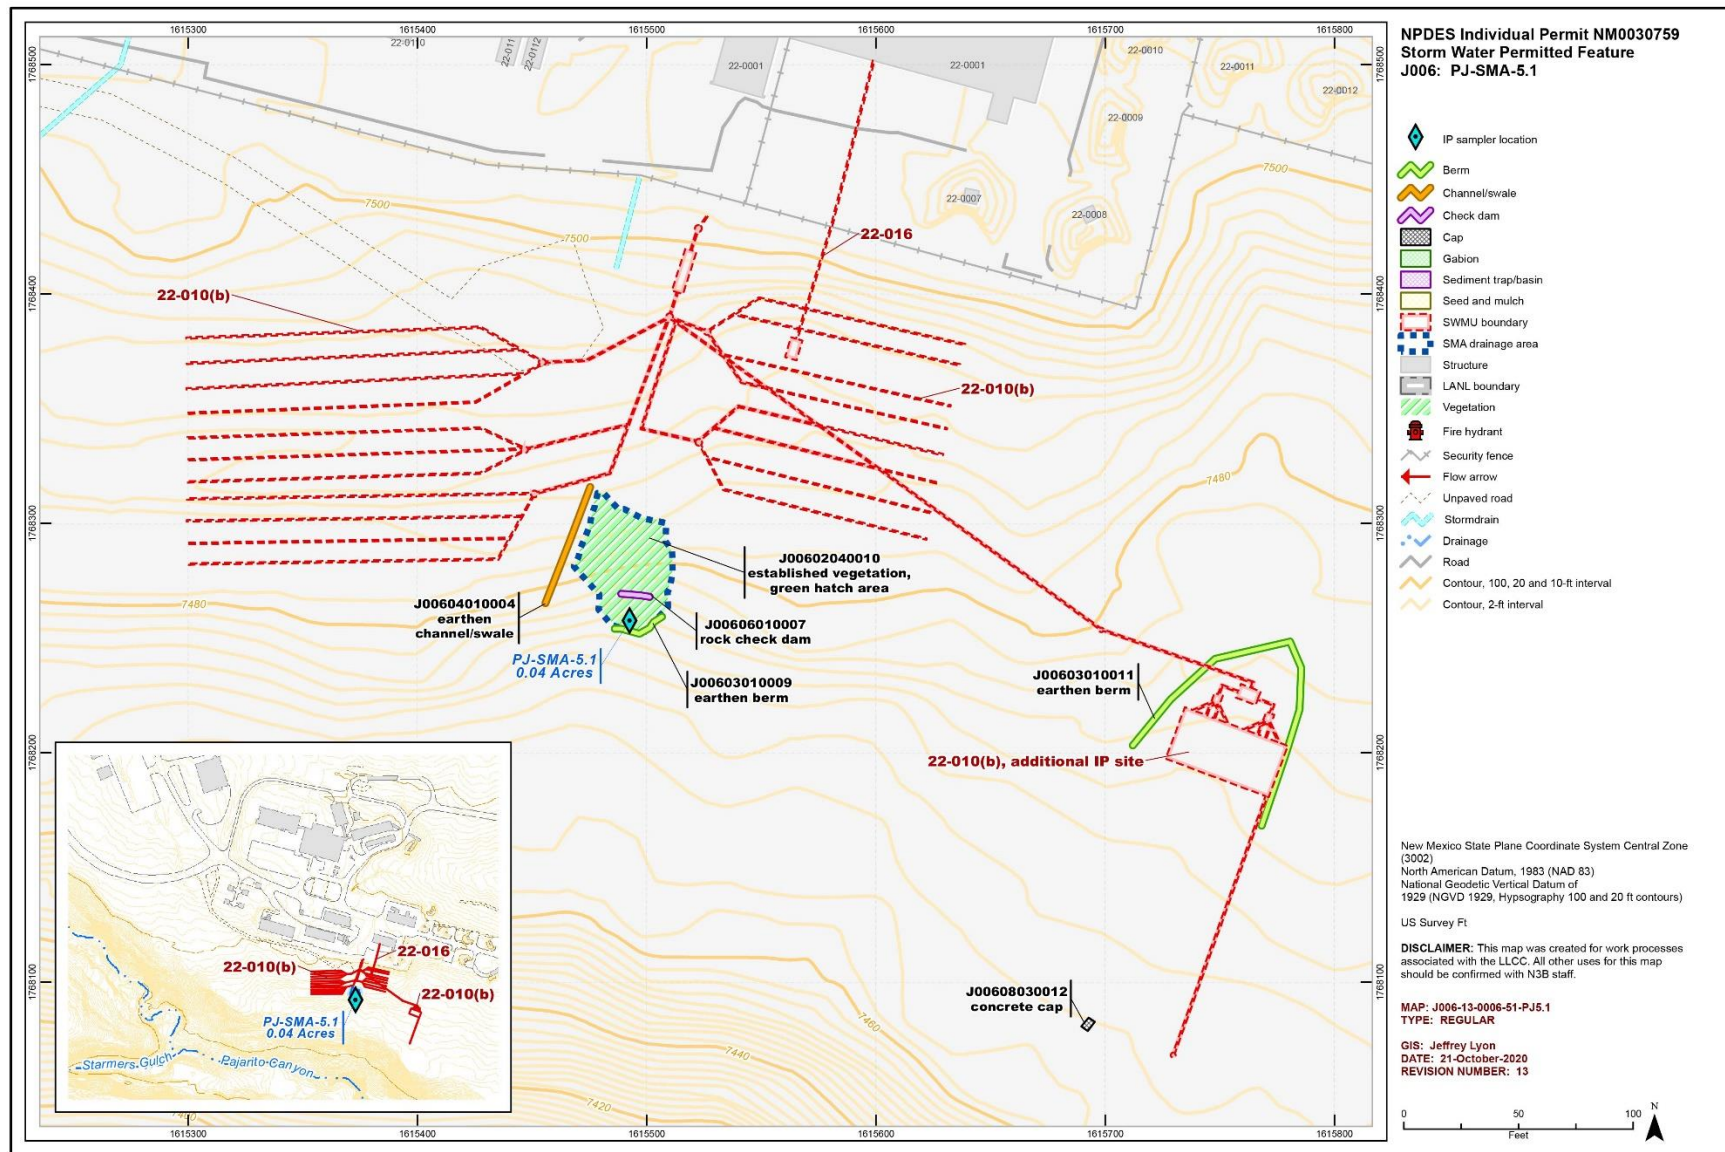 1615300
1615400
1615500
1615600
1615700
1615800
1768500
1768500
22-0110
22-011
22-0112
22-0001
22-0001
22-0010
22-0011
22-0012
22-0009
22-0007
22-0008
7500
7500
7500
22-016
22-010(b)
1768400
1768400
22-010(b)
7480
1768300
1768300
J00602040010
established vegetation,
green hatch area
7480
J00604010004
earthen
channel/swale
J00606010007
rock check dam
PJ-SMA-5.1
0.04 Acres
J00603010009
earthen berm
J00603010011
earthen berm
1768200
1768200
22-010(b), additional IP site
22-016
22-010(b)
22-010(b)
PJ-SMA-5.1
0.04 Acres
Starmers Gulch
Pajarito Canyon
1768100
1768100
J00608030012
concrete cap
7460
7440
7420
1615300
1615400
1615500
1615600
1615700
1615800
NPDES Individual Permit NM0030759
Storm Water Permitted Feature
J006: PJ-SMA-5.1
IP sampler location
Berm
Channel/swale
Check dam
Cap
Gabion
Sediment trap/basin
Seed and mulch
SWMU boundary
SMA drainage area
Structure
LANL boundary
Vegetation
Fire hydrant
Security fence
Flow arrow
Unpaved road
Stormdrain
Drainage
Road
Contour, 100, 20 and 10-ft interval
Contour, 2-ft interval
New Mexico State Plane Coordinate System Central Zone
(3002)
North American Datum, 1983 (NAD 83)
National Geodetic Vertical Datum of
1929 (NGVD 1929, Hypsography 100 and 20 ft contours)
US Survey Ft
DISCLAIMER: This map was created for work processes
associated with the LLCC. All other uses for this map
should be confirmed with N3B staff.
MAP: J006-13-0006-51-PJ5.1
TYPE: REGULAR
GIS: Jeffrey Lyon
DATE: 21-October-2020
REVISION NUMBER: 13
0 50 100
Feet
N